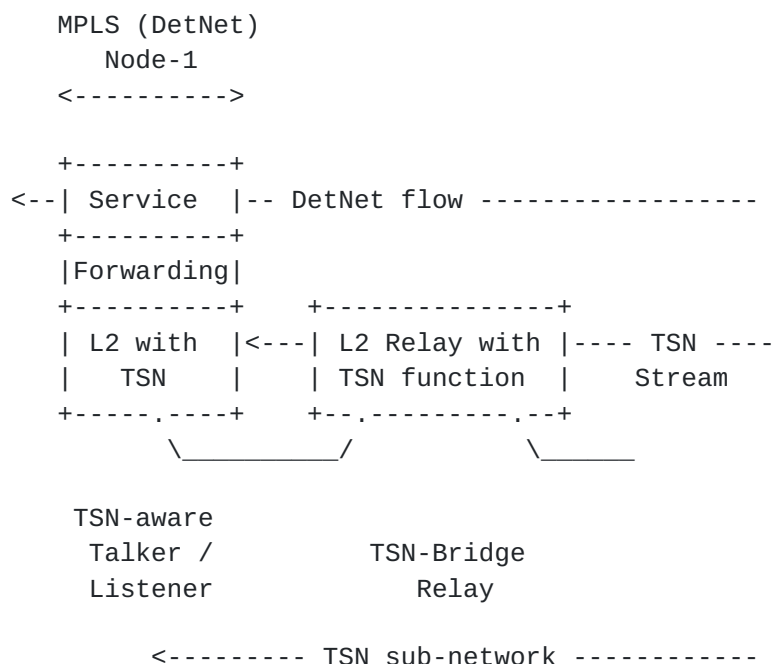 MPLS (DetNet)
Node-1
<---------->
+----------+
<--| Service |-- DetNet flow ------------------
+----------+
|Forwarding|
+----------+ +---------------+
| L2 with |<---| L2 Relay with |---- TSN ----
| TSN | | TSN function | Stream
+-----.----+ +--.---------.--+
\__________/ \______
TSN-aware
Talker / TSN-Bridge
Listener Relay
<--------- TSN sub-network ------------